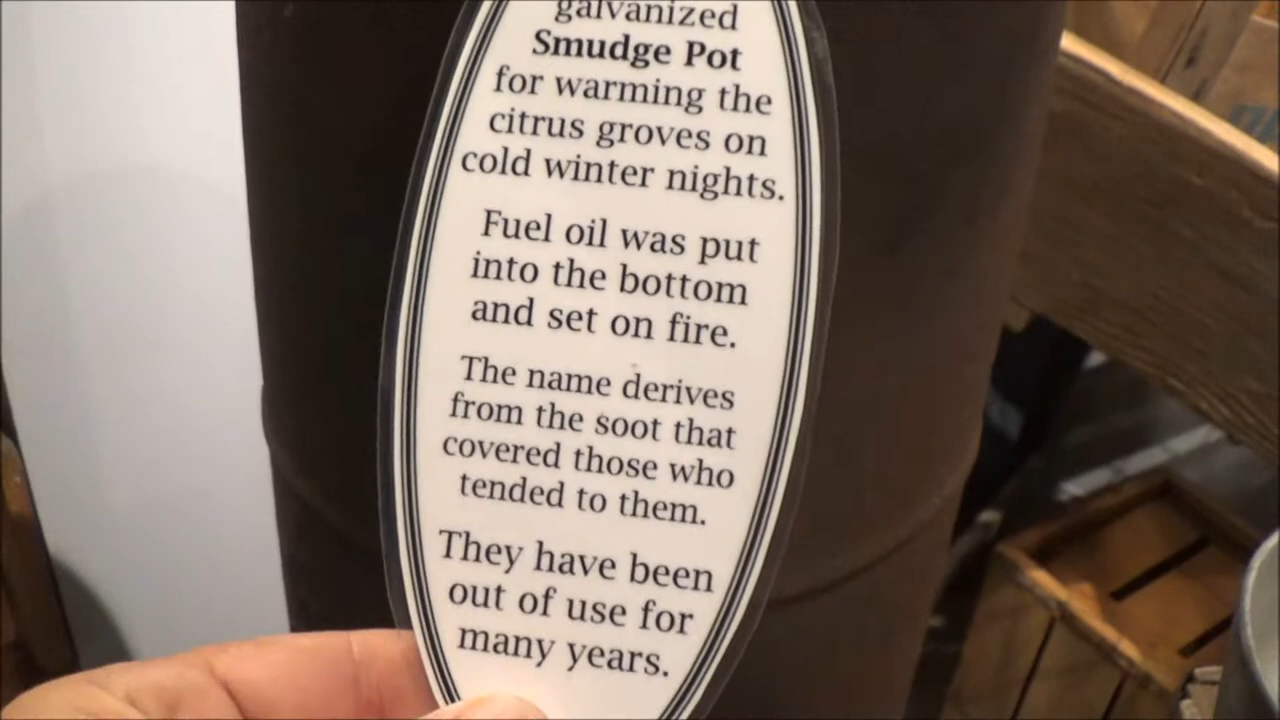 galvanized
Smudge Pot
for warming the
citrus groves on
cold winter nights.
Fuel oil was put
into the bottom
and set on fire.
The name derives
from the soot that
covered those who
tended to them.
They have been
out of use for
many years.